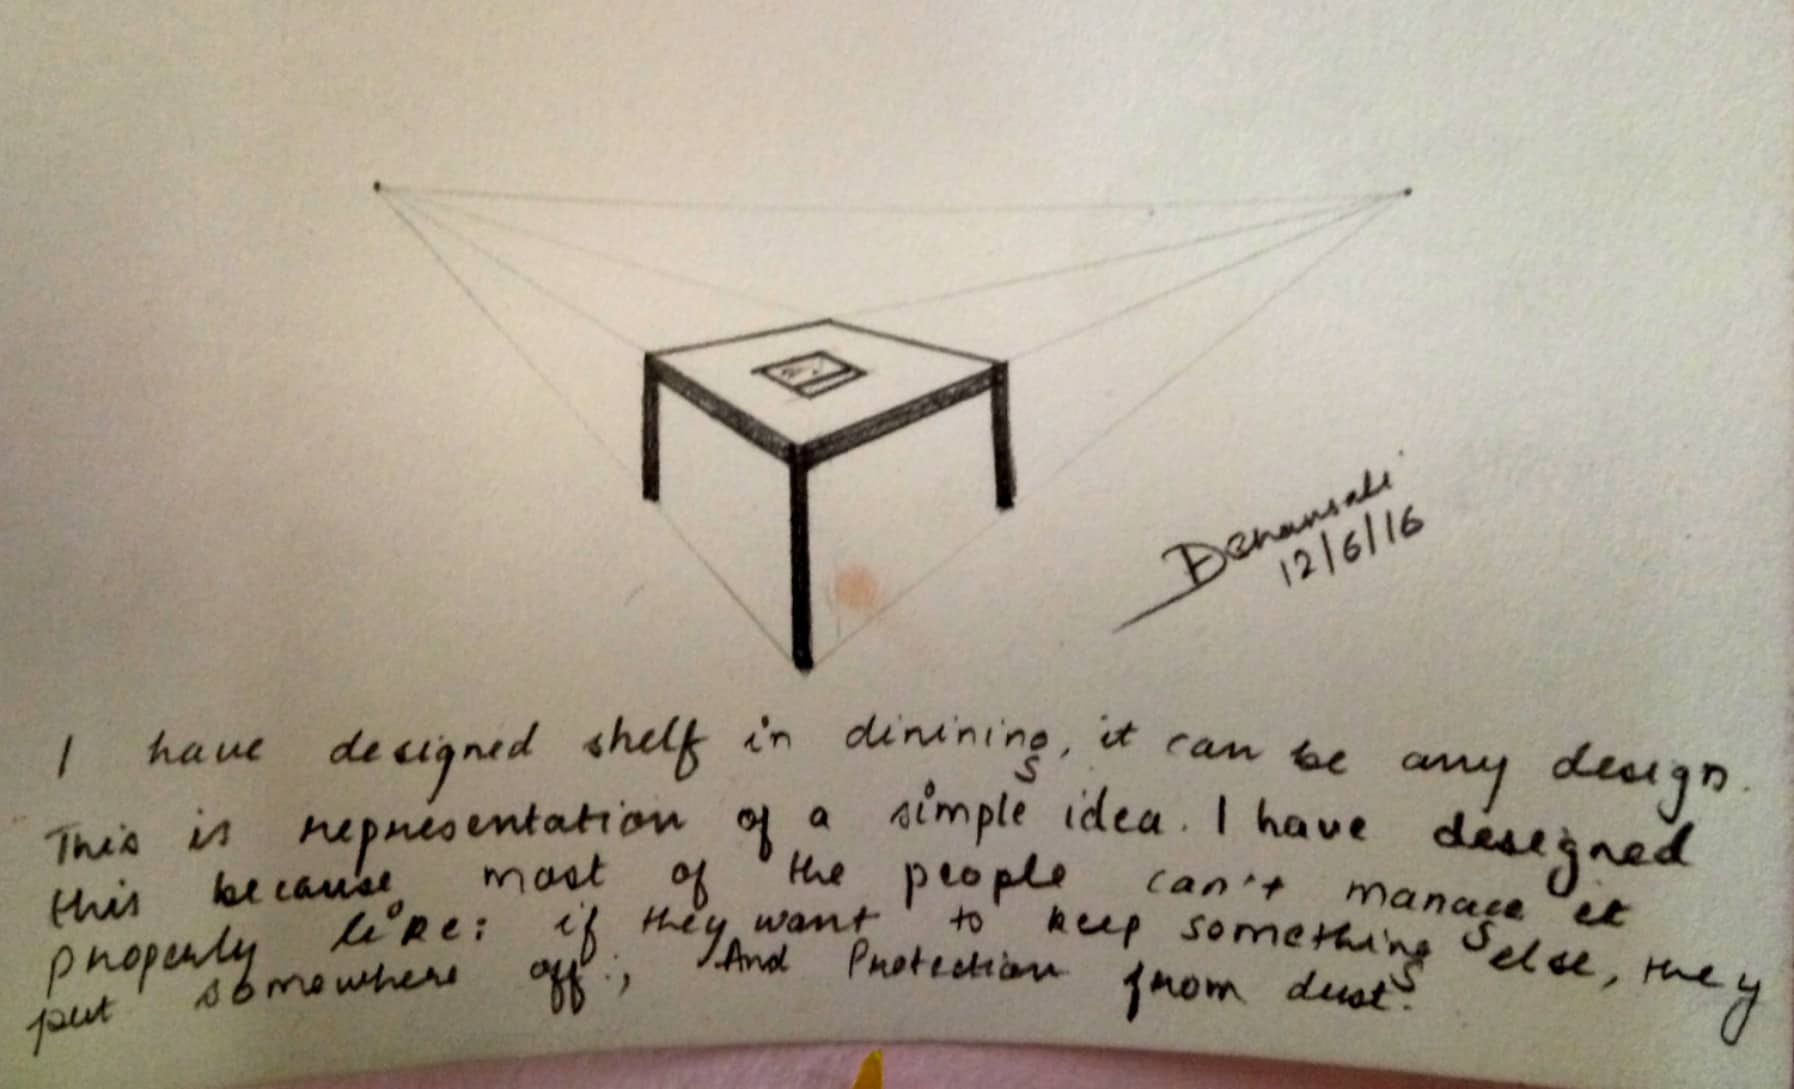 12/6/16
I have designed shelf in dinining, it can be any design.
This is representation of a simple idea. I have designed
this because most of the people can't manage it
properly like: if they want to keep something else, they
put somewhere off:, And Protection from dust.